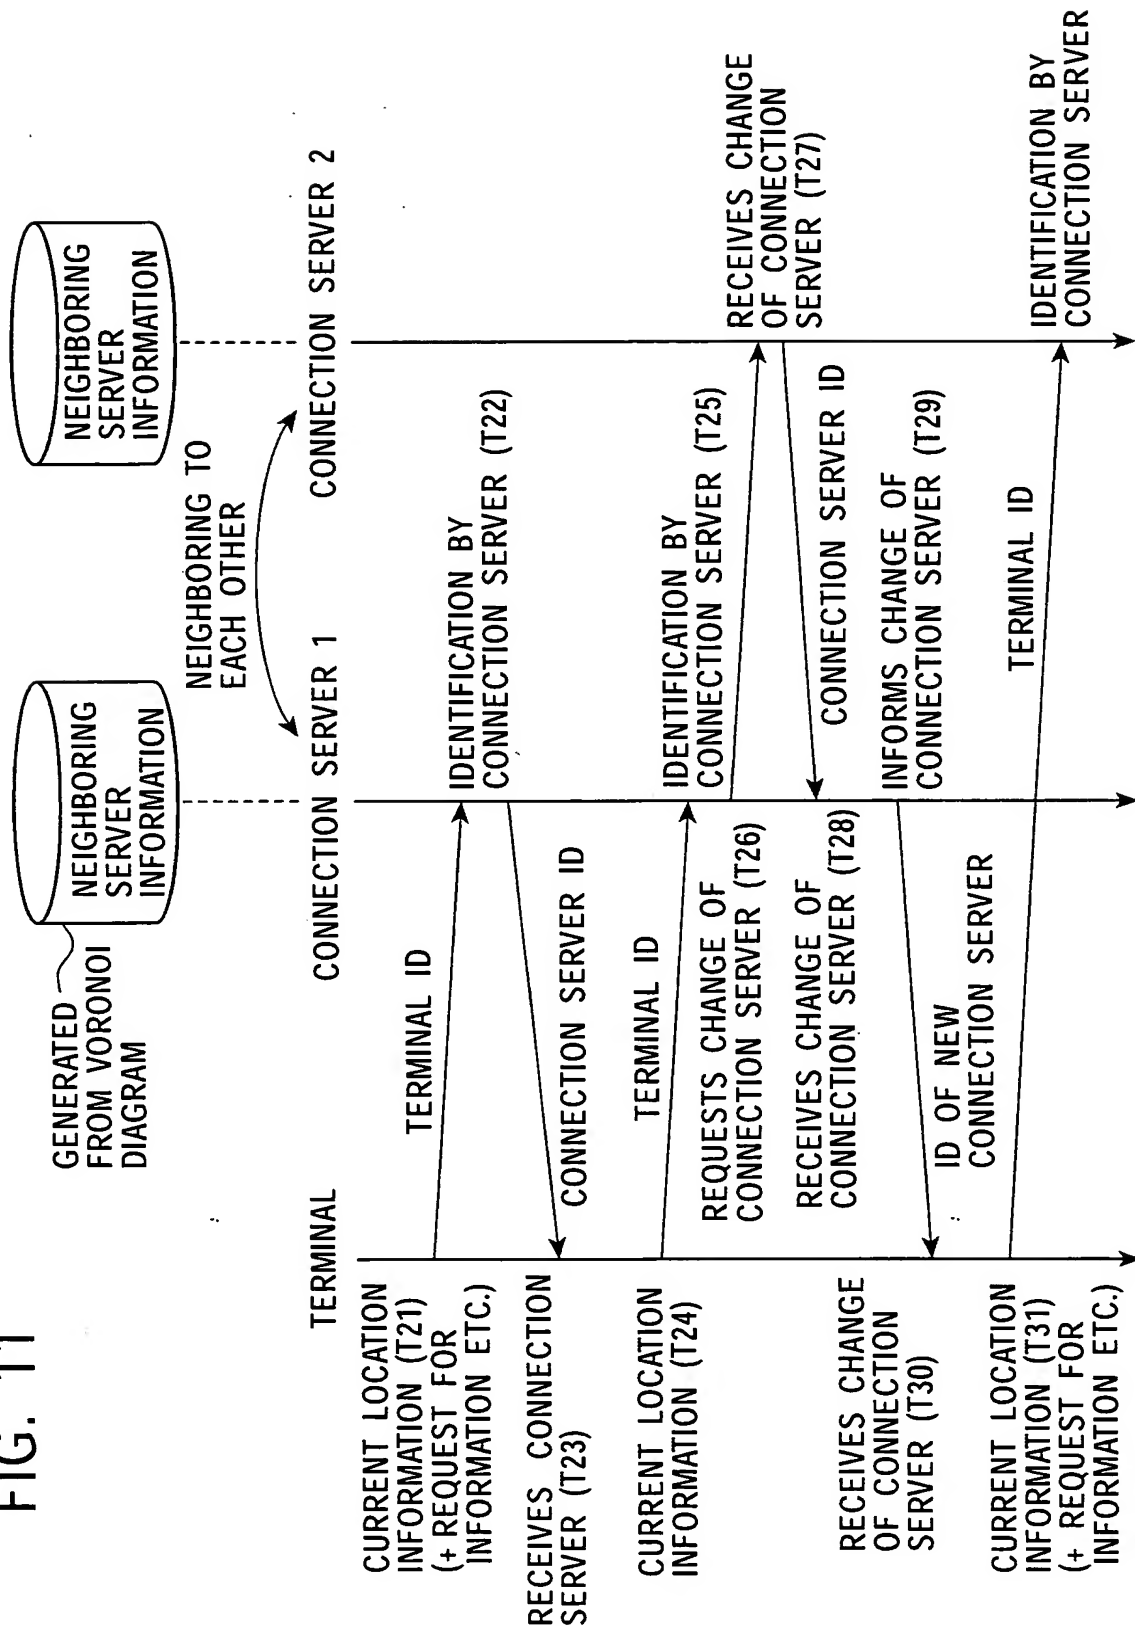 FIG. 11
GENERATED
FROM VORONOI
DIAGRAM
NEIGHBORING
SERVER
INFORMATION
NEIGHBORING
SERVER
INFORMATION
NEIGHBORING TO
EACH OTHER
TERMINAL
CONNECTION SERVER 1
CONNECTION SERVER 2
CURRENT LOCATION
INFORMATION (T21)
(+ REQUEST FOR
INFORMATION ETC.)
TERMINAL ID
IDENTIFICATION BY
CONNECTION SERVER (T22)
RECEIVES CONNECTION
SERVER (T23)
CONNECTION SERVER ID
CURRENT LOCATION
INFORMATION (T24)
TERMINAL ID
IDENTIFICATION BY
CONNECTION SERVER (T25)
REQUESTS CHANGE OF
CONNECTION SERVER (T26)
RECEIVES CHANGE
OF CONNECTION
SERVER (T27)
RECEIVES CHANGE OF
CONNECTION SERVER (T28)
CONNECTION SERVER ID
INFORMS CHANGE OF
CONNECTION SERVER (T29)
RECEIVES CHANGE
OF CONNECTION
SERVER (T30)
ID OF NEW
CONNECTION SERVER
CURRENT LOCATION
INFORMATION (T31)
(+ REQUEST FOR
INFORMATION ETC.)
TERMINAL ID
IDENTIFICATION BY
CONNECTION SERVER